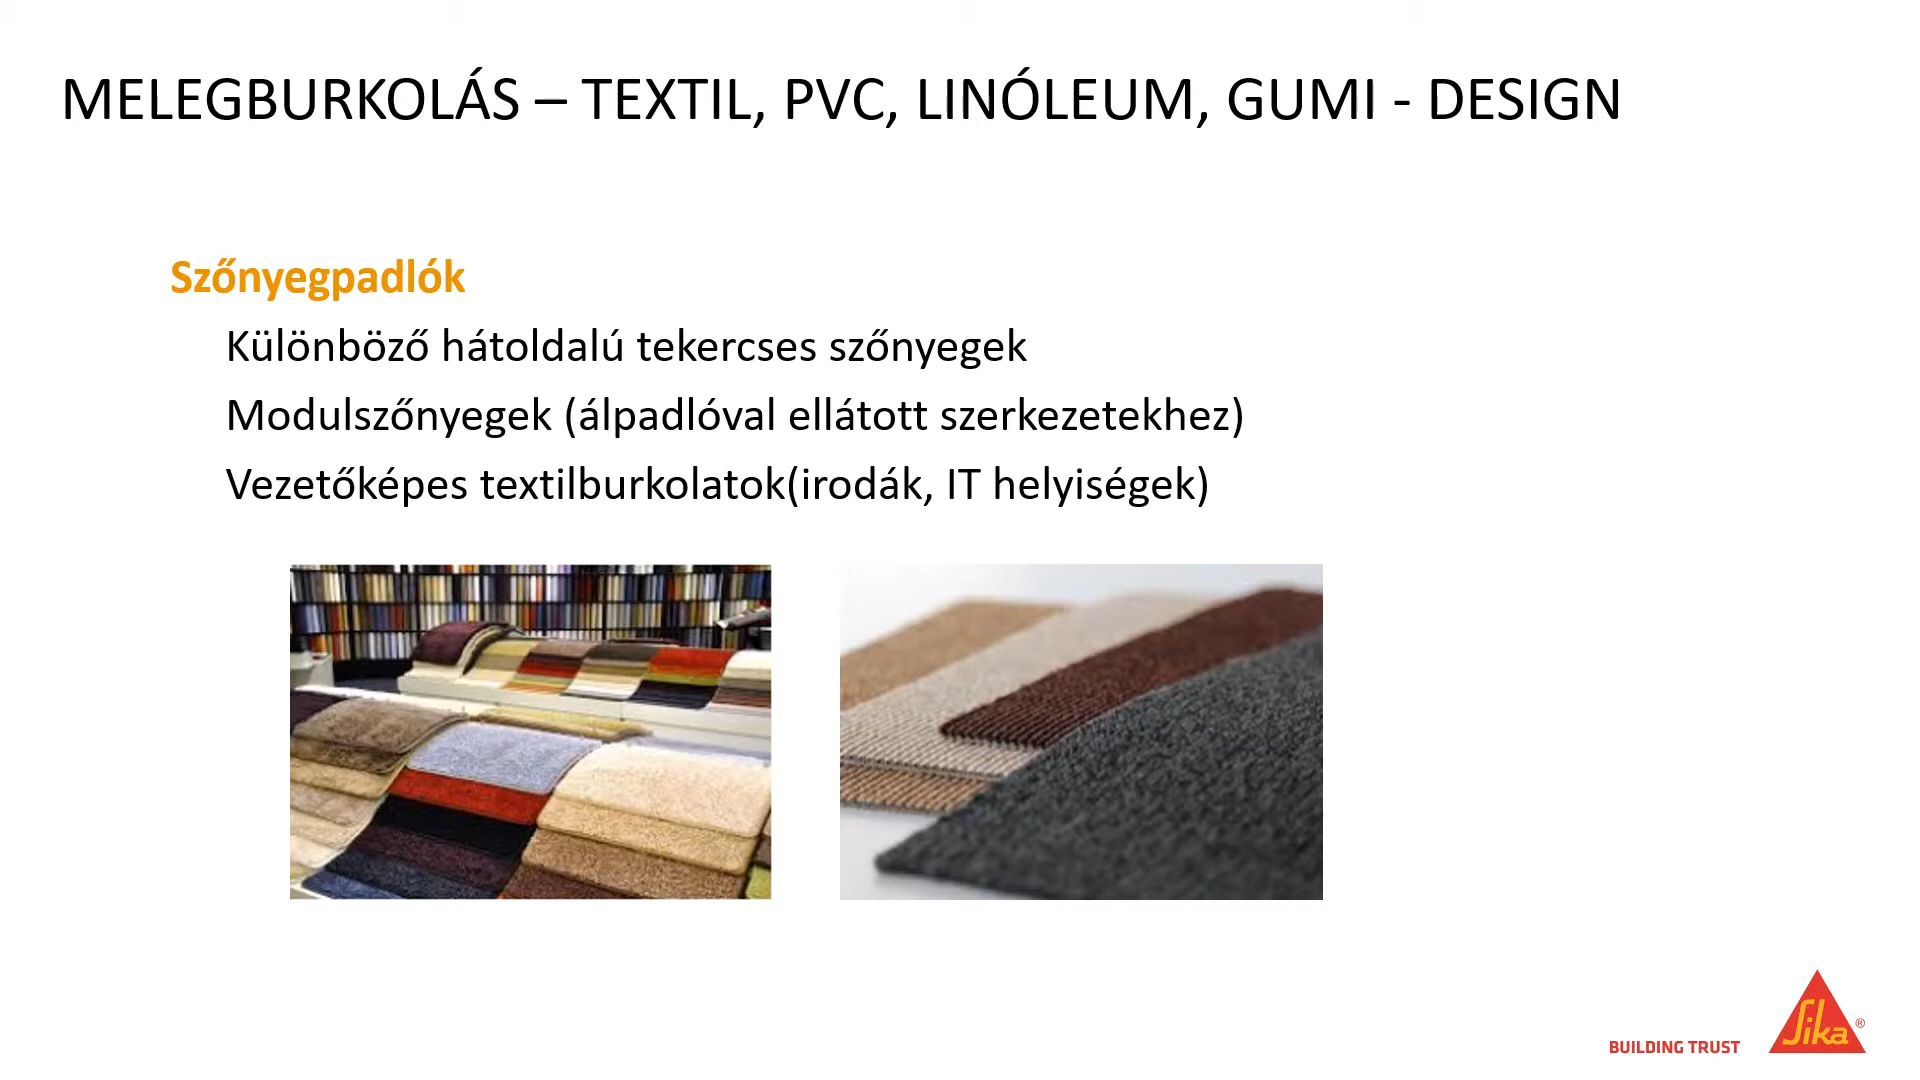 MELEGBURKOLÁS – TEXTIL, PVC, LINÓLEUM, GUMI - DESIGN
Szőnyegpadlók
Különböző hátoldalú tekercses szőnyegek
Modulszőnyegek (álpadlóval ellátott szerkezetekhez)
Vezetőképes textilburkolatok(irodák, IT helyiségek)
BUILDING TRUST
Sika®